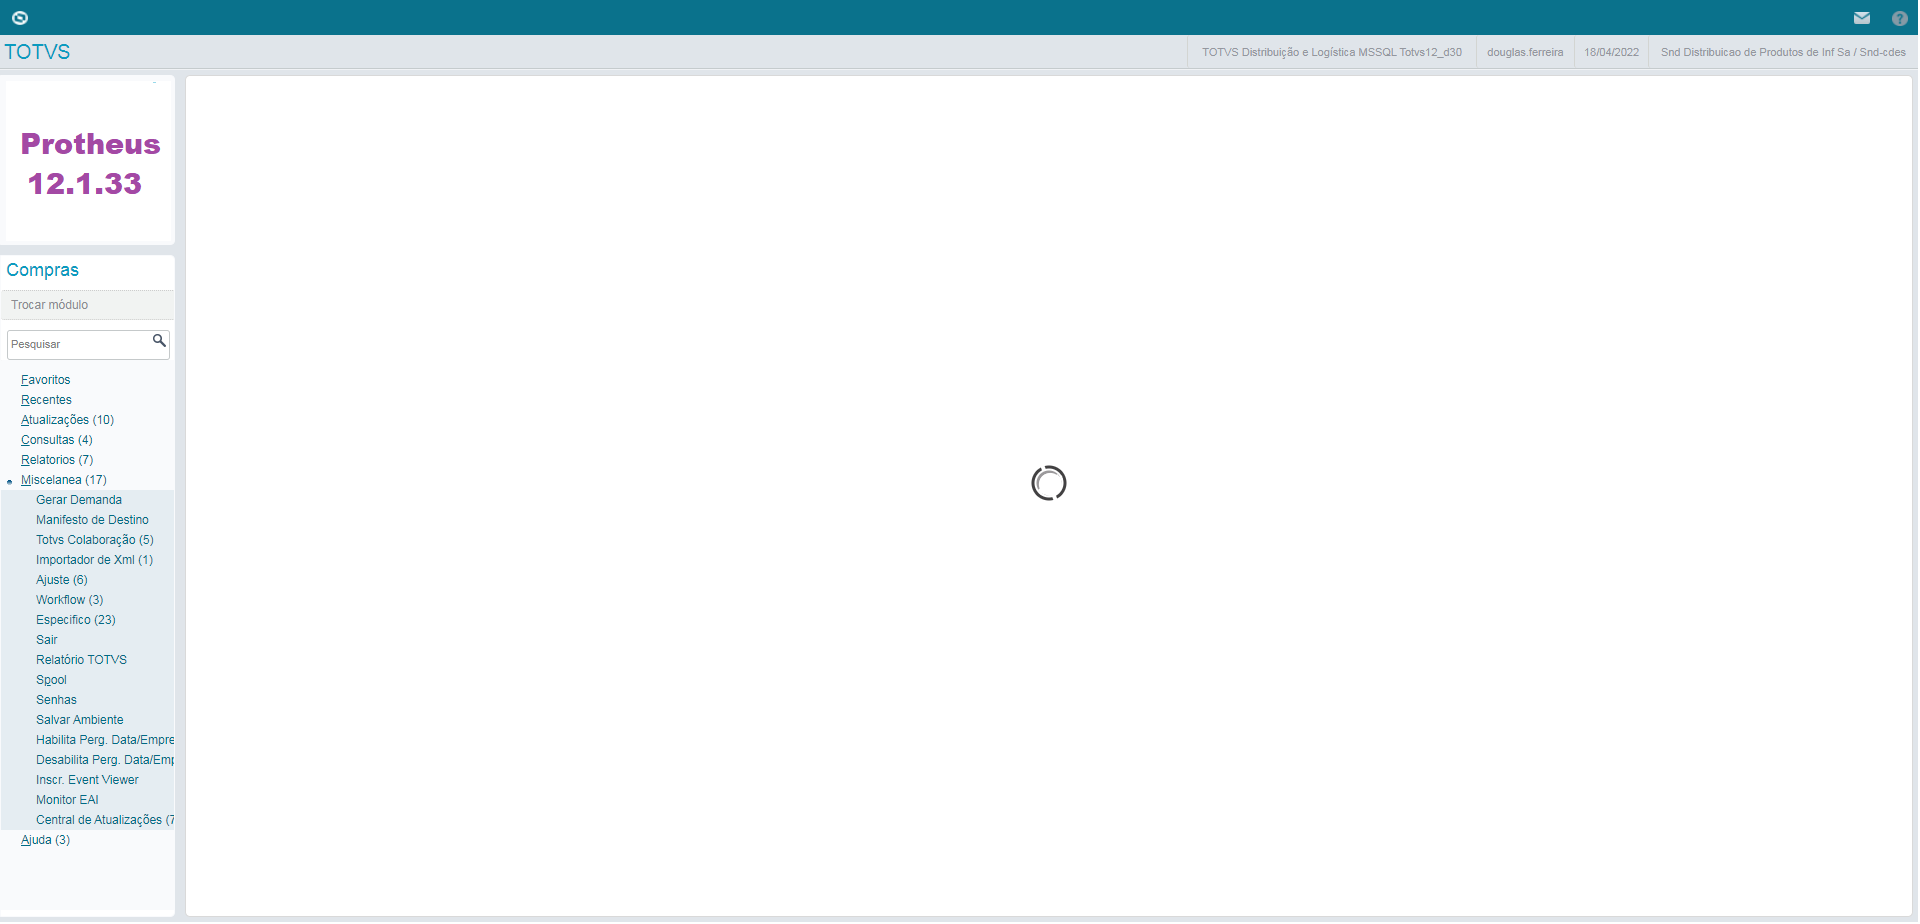 TOTVS
TOTVS Distribuição e Logística MSSQL Totvs12_d30
douglas.ferreira
18/04/2022
Snd Distribuicao de Produtos de Inf Sa / Snd-cdes
Protheus
12.1.33
Compras
Trocar módulo
Pesquisar
Favoritos
Recentes
Atualizações (10)
Consultas (4)
Relatorios (7)
Miscelanea (17)
Gerar Demanda
Manifesto de Destino
Totvs Colaboração (5)
Importador de Xml (1)
Ajuste (6)
Workflow (3)
Especifico (23)
Sair
Relatório TOTVS
Spool
Senhas
Salvar Ambiente
Habilita Perg. Data/Empre
Desabilita Perg. Data/Emp
Inscr. Event Viewer
Monitor EAI
Central de Atualizações (7
Ajuda (3)